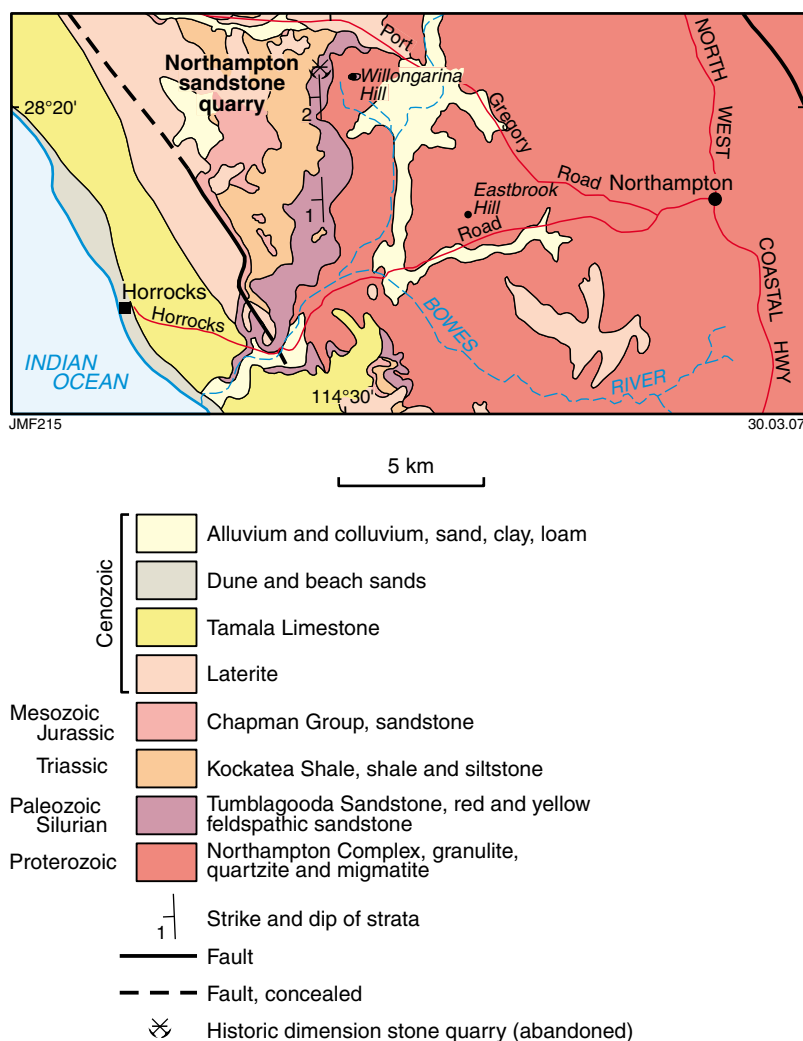 Northampton
sandstone
quarry
Port
Willongarina
Hill
28°20'
2
Gregory
Road
NORTH
WEST
COASTAL
HWY
Northampton
Eastbrook
Hill
Road
1
Horrocks
Horrocks
BOWES
RIVER
INDIAN
OCEAN
114°30'
JMF215
30.03.07
5 km
Cenozoic
Alluvium and colluvium, sand, clay, loam
Dune and beach sands
Tamala Limestone
Laterite
Mesozoic
Jurassic
Chapman Group, sandstone
Triassic
Kockatea Shale, shale and siltstone
Paleozoic
Silurian
Tumblagooda Sandstone, red and yellow
feldspathic sandstone
Proterozoic
Northampton Complex, granulite,
quartzite and migmatite
1
Strike and dip of strata
Fault
Fault, concealed
Historic dimension stone quarry (abandoned)